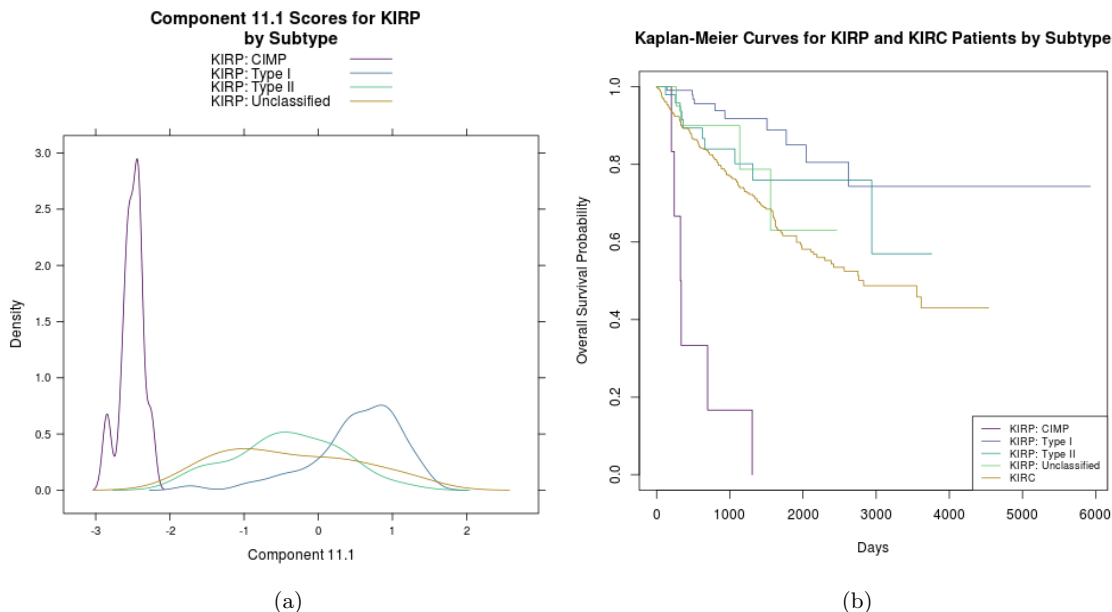 Component 11.1 Scores for KIRP
by Subtype
KIRP: CIMP
KIRP: Type I
KIRP: Type II
KIRP: Unclassified
3.0
2.5
2.0
1.5
1.0
0.5
0.0
Density
-3
-2
-1
0
1
2
Component 11.1
(a)
Kaplan-Meier Curves for KIRP and KIRC Patients by Subtype
1.0
0.8
0.6
0.4
0.2
0.0
Overall Survival Probability
KIRP: CIMP
KIRP: Type I
KIRP: Type II
KIRP: Unclassified
KIRC
0
1000
2000
3000
4000
5000
6000
Days
(b)